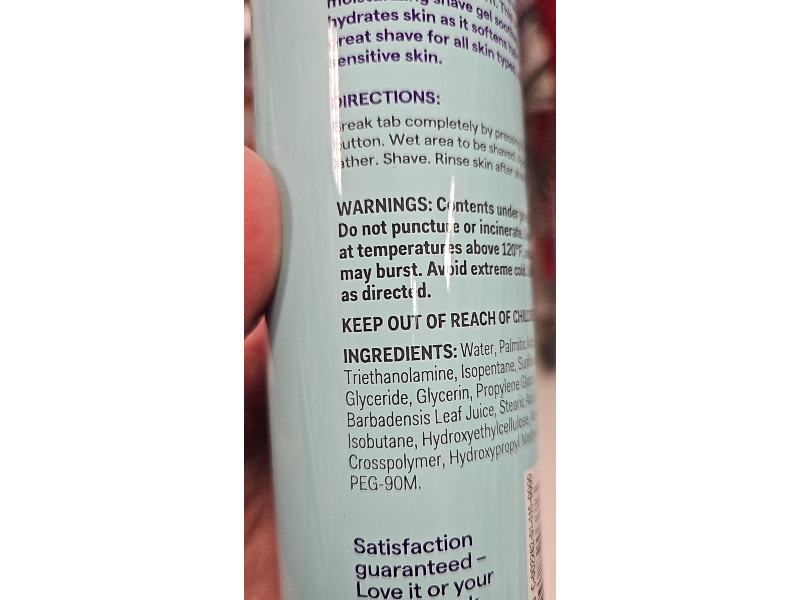 moisturizing shave gel
hydrates skin as it softens
great shave for all skin types,
sensitive skin.
DIRECTIONS:
Break tab completely by pressing
button. Wet area to be shaved.
lather. Shave. Rinse skin after
WARNINGS: Contents under
Do not puncture or incinerate.
at temperatures above 120°F,
may burst. Avoid extreme cold.
as directed.
KEEP OUT OF REACH OF
INGREDIENTS: Water, Palmitic
Triethanolamine, Isopentane,
Glyceride, Glycerin, Propylene
Barbadensis Leaf Juice, Stearic
Isobutane, Hydroxyethylcellulose,
Crosspolymer, Hydroxypropyl
PEG-90M.
Satisfaction
guaranteed –
Love it or your